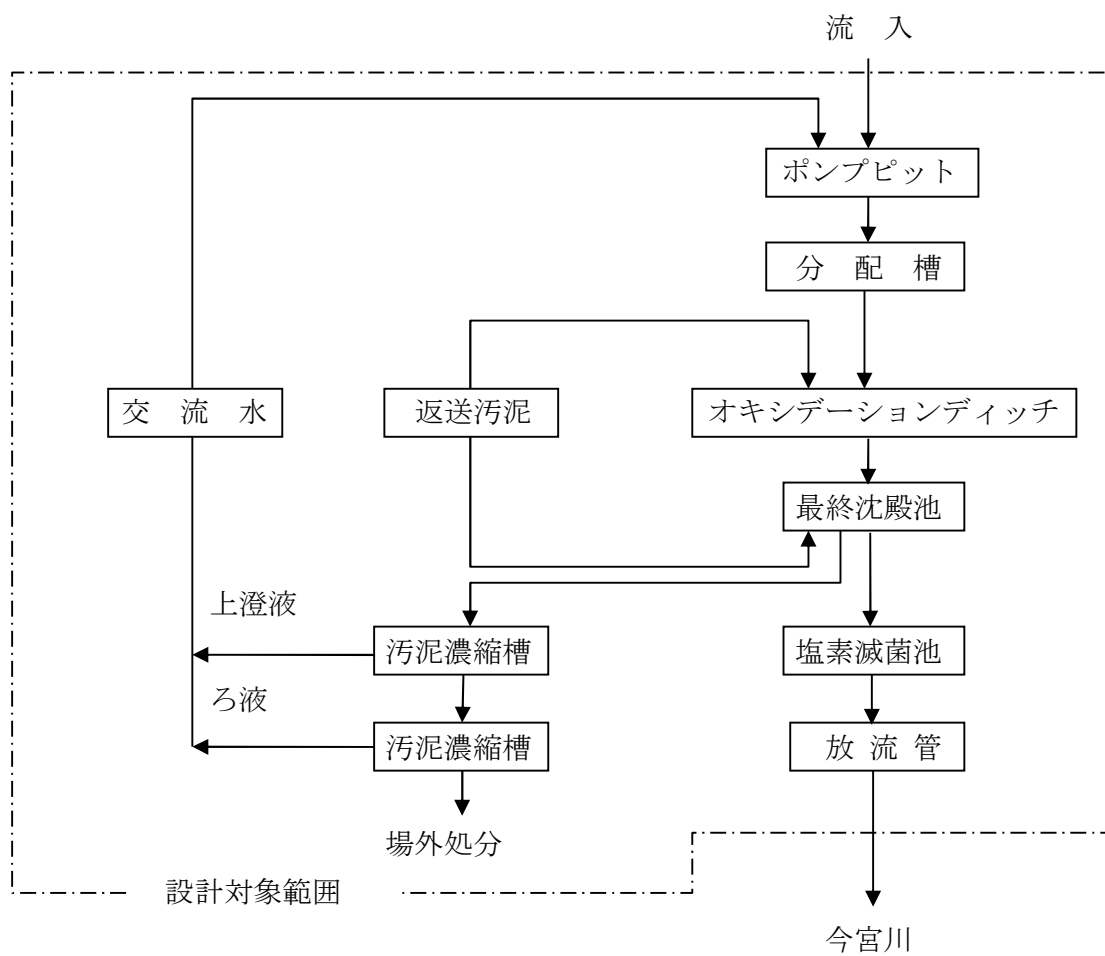 流 入
ポンプピット
分 配 槽
交 流 水
返送汚泥
オキシデーションディッチ
最終沈殿池
上澄液
汚泥濃縮槽
塩素滅菌池
ろ液
汚泥濃縮槽
放 流 管
場外処分
設計対象範囲
今宮川